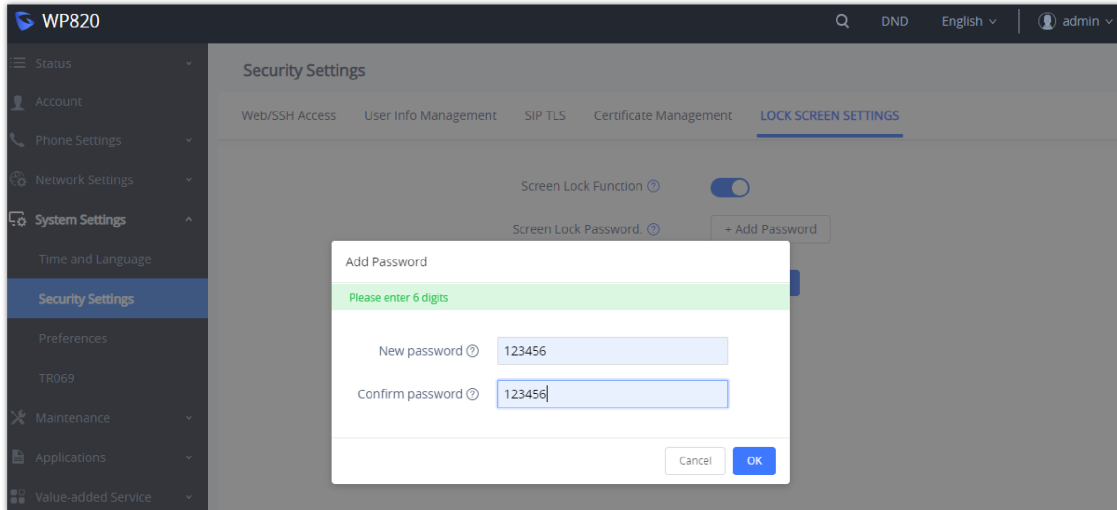 WP820
DND
English
admin
Status
Account
Phone Settings
Network Settings
System Settings
Time and Language
Security Settings
Preferences
TR069
Maintenance
Applications
Value-added Service
Security Settings
Web/SSH Access User Info Management SIP TLS Certificate Management LOCK SCREEN SETTINGS
Screen Lock Function
Screen Lock Password. + Add Password
Add Password
Please enter 6 digits
New password 123456
Confirm password 123456
Cancel OK